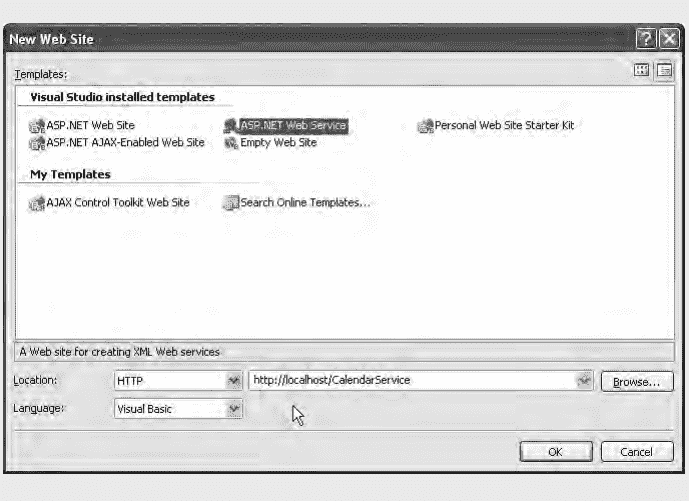 New Web Site
Templates:
Visual Studio installed templates
ASP.NET Web Site ASP.NET Web Service Personal Web Site Starter Kit
ASP.NET AJAX-Enabled Web Site Empty Web Site
My Templates
AJAX Control Toolkit Web Site Search Online Templates...
A Web site for creating XML Web services
Location: HTTP http://localhost/CalendarService Browse...
Language: Visual Basic
OK Cancel